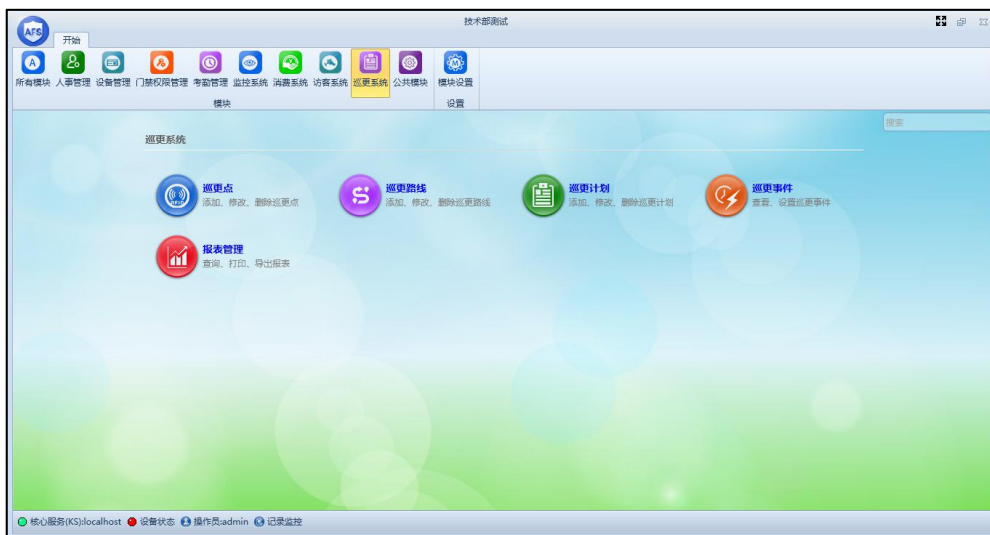 技术部测试
AFS
开始
所有模块 人事管理 设备管理 门禁权限管理 考勤管理 监控系统 消费系统 访客系统 巡更系统 公共模块 模块设置
模块 设置
搜索
巡更系统
巡更点
添加、修改、删除巡更点
巡更路线
添加、修改、删除巡更路线
巡更计划
添加、修改、删除巡更计划
巡更事件
查看、设置巡更事件
报表管理
查询、打印、导出报表
核心服务(KS):localhost 设备状态 操作员:admin 记录监控